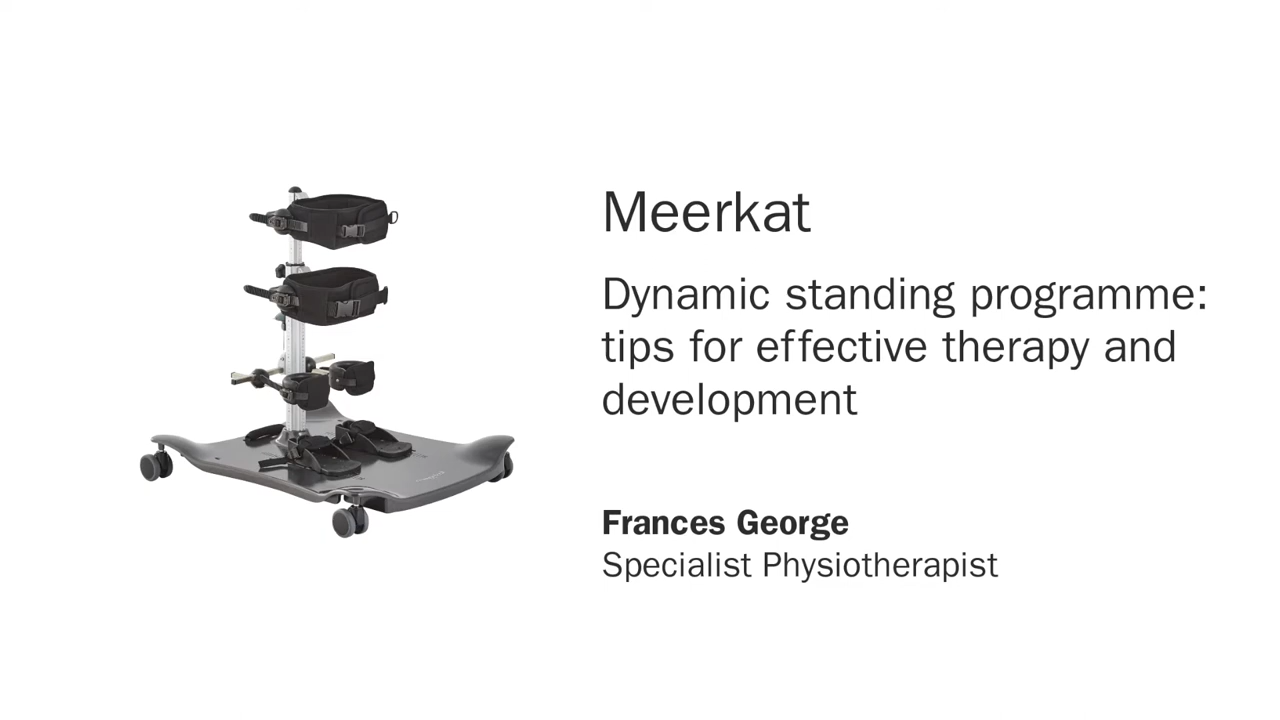 Meerkat
Dynamic standing programme:
tips for effective therapy and
development
Frances George
Specialist Physiotherapist